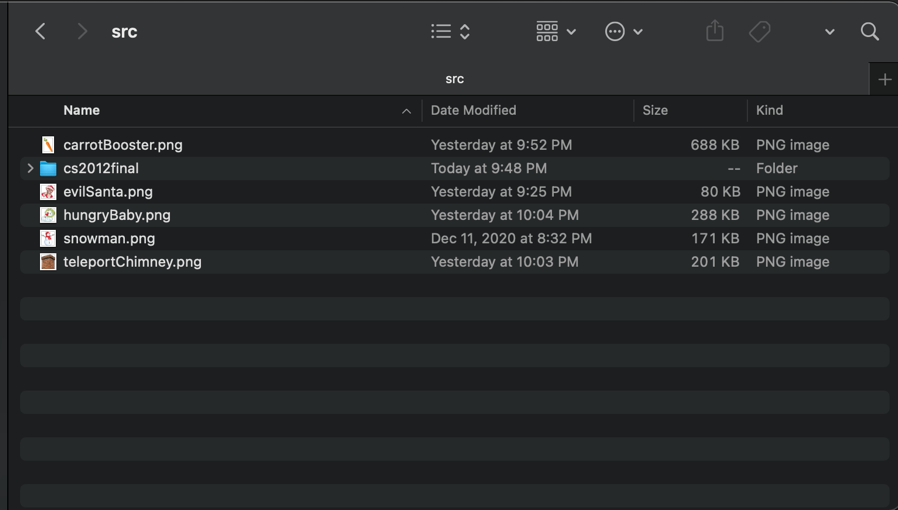 src
src
Name Date Modified Size Kind
carrotBooster.png Yesterday at 9:52 PM 688 KB PNG image
cs2012final Today at 9:48 PM -- Folder
evilSanta.png Yesterday at 9:25 PM 80 KB PNG image
hungryBaby.png Yesterday at 10:04 PM 288 KB PNG image
snowman.png Dec 11, 2020 at 8:32 PM 171 KB PNG image
teleportChimney.png Yesterday at 10:03 PM 201 KB PNG image